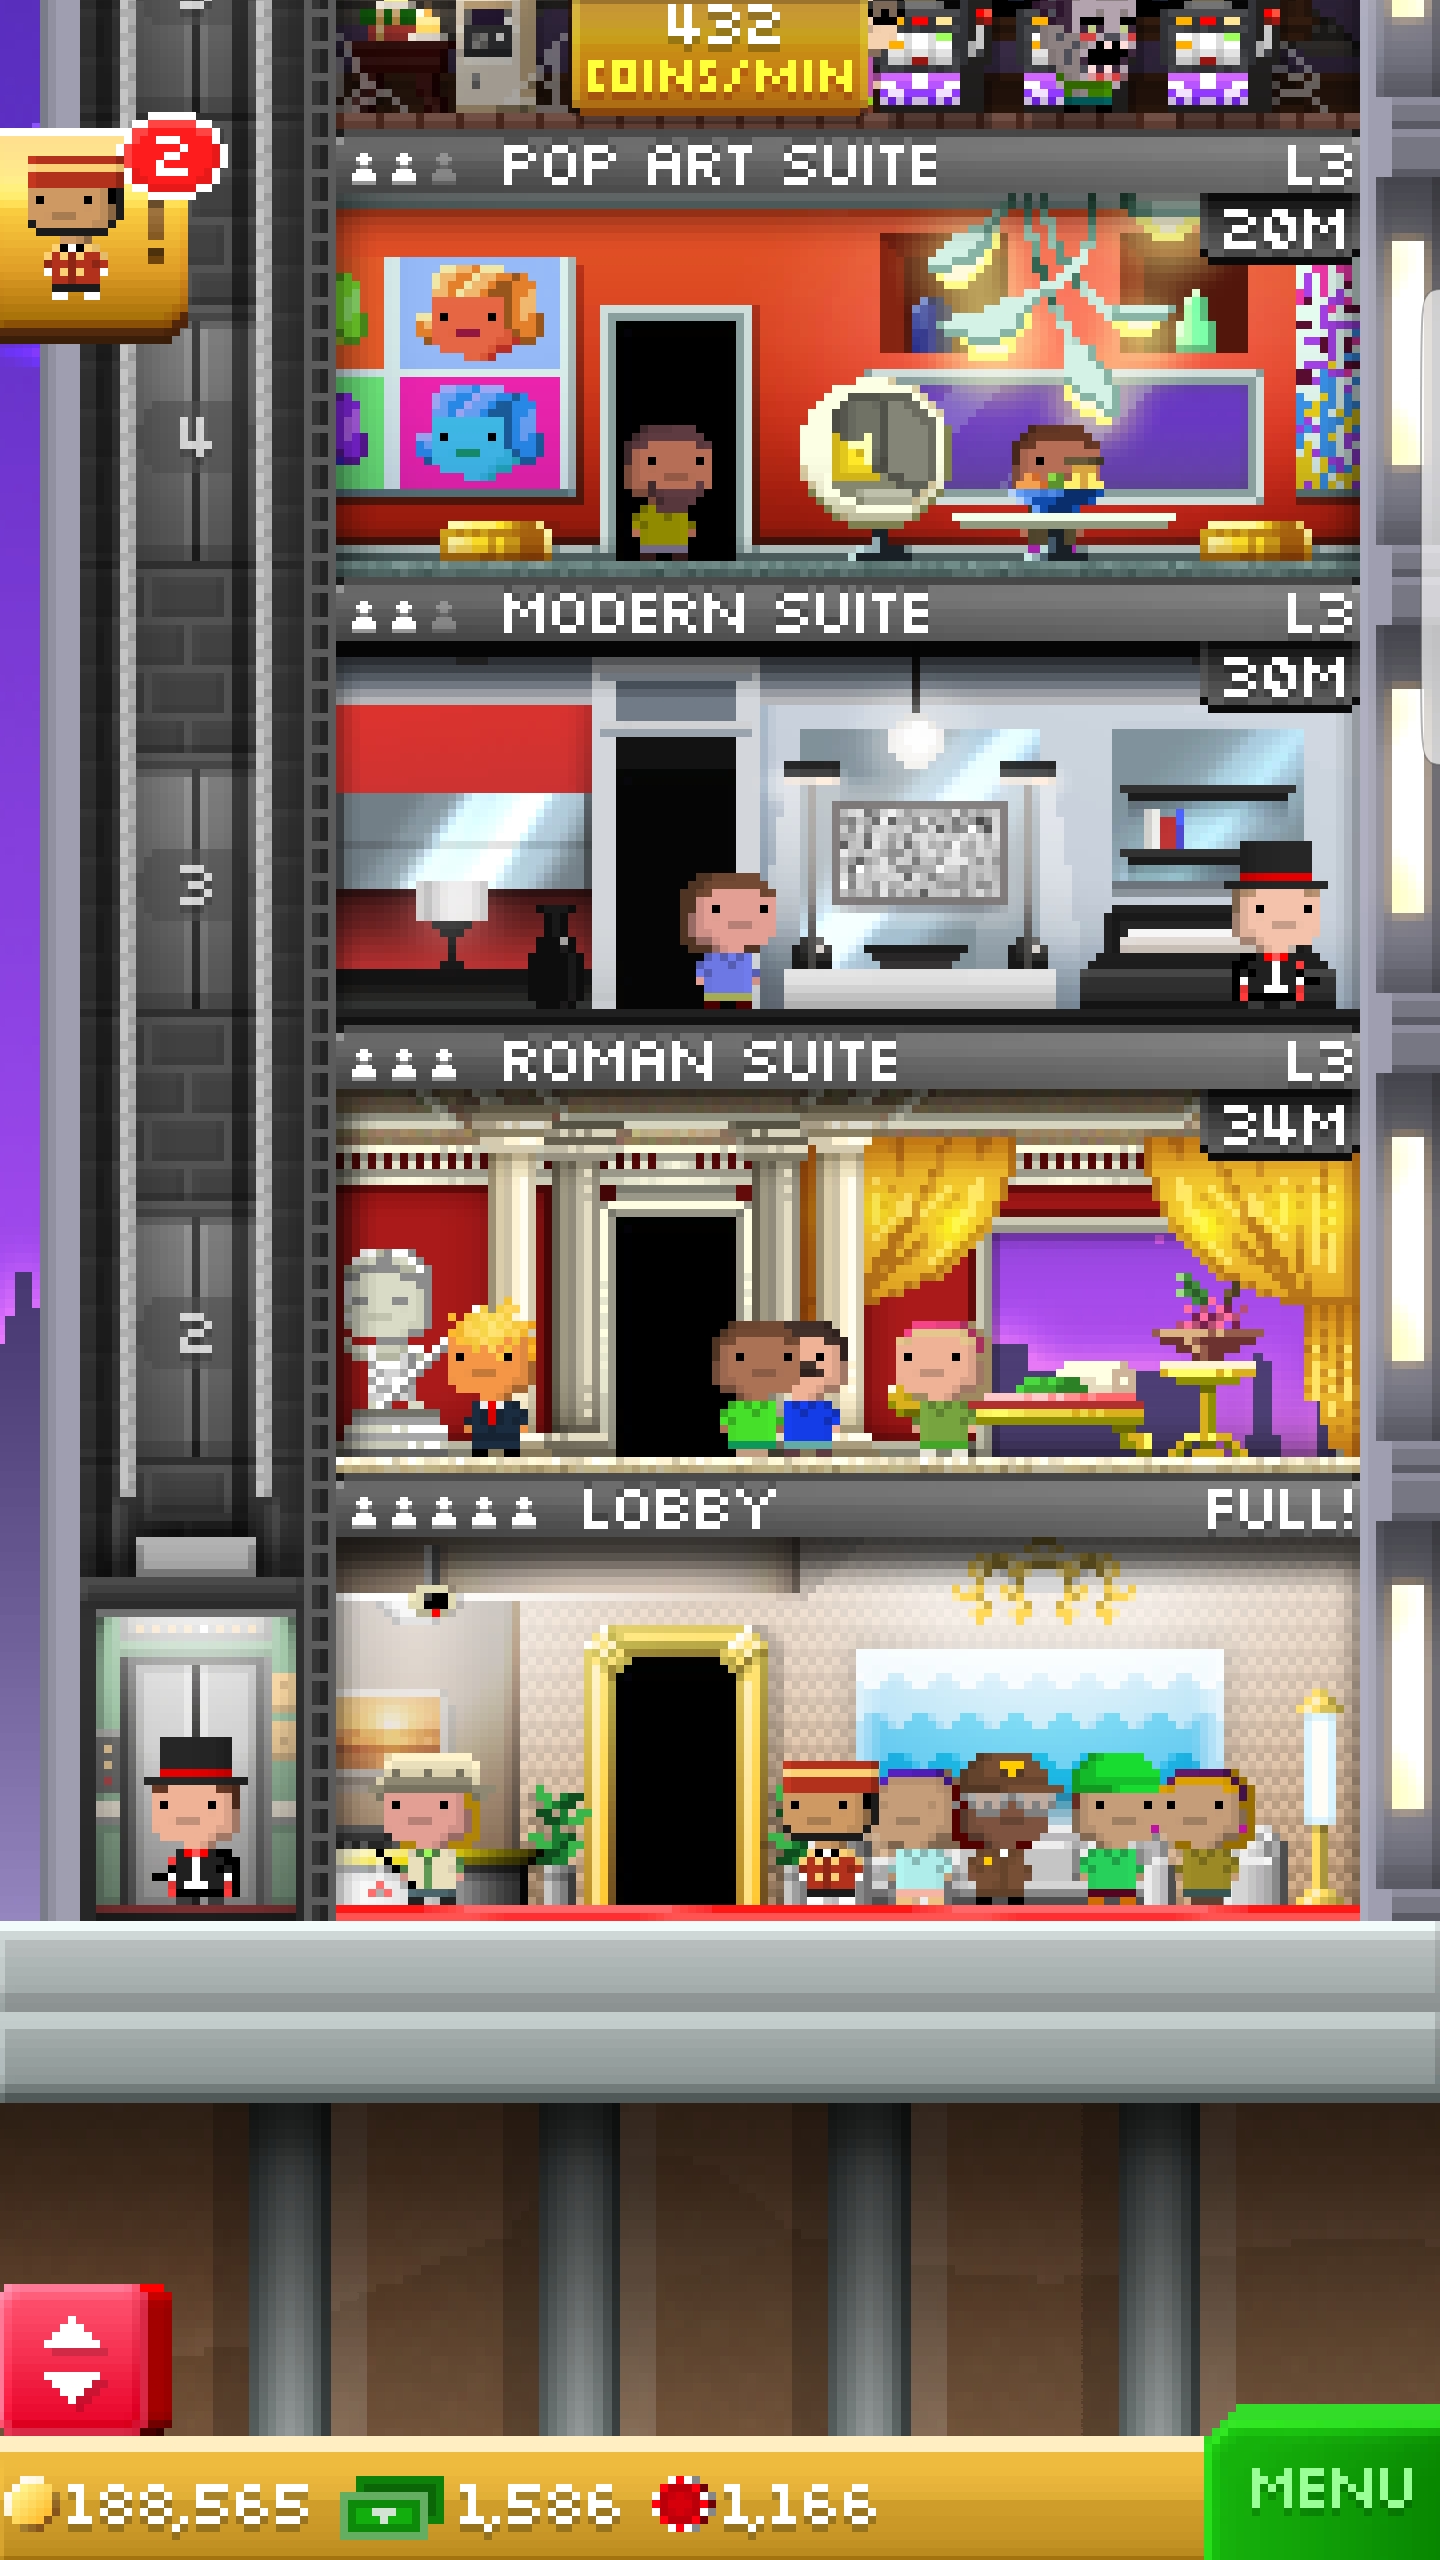 432
COINS/MIN
2
!
POP ART SUITE L3
20M
4
MODERN SUITE L3
30M
3
ROMAN SUITE L3
34M
2
LOBBY FULL!
188,565 1,586 1,166
MENU